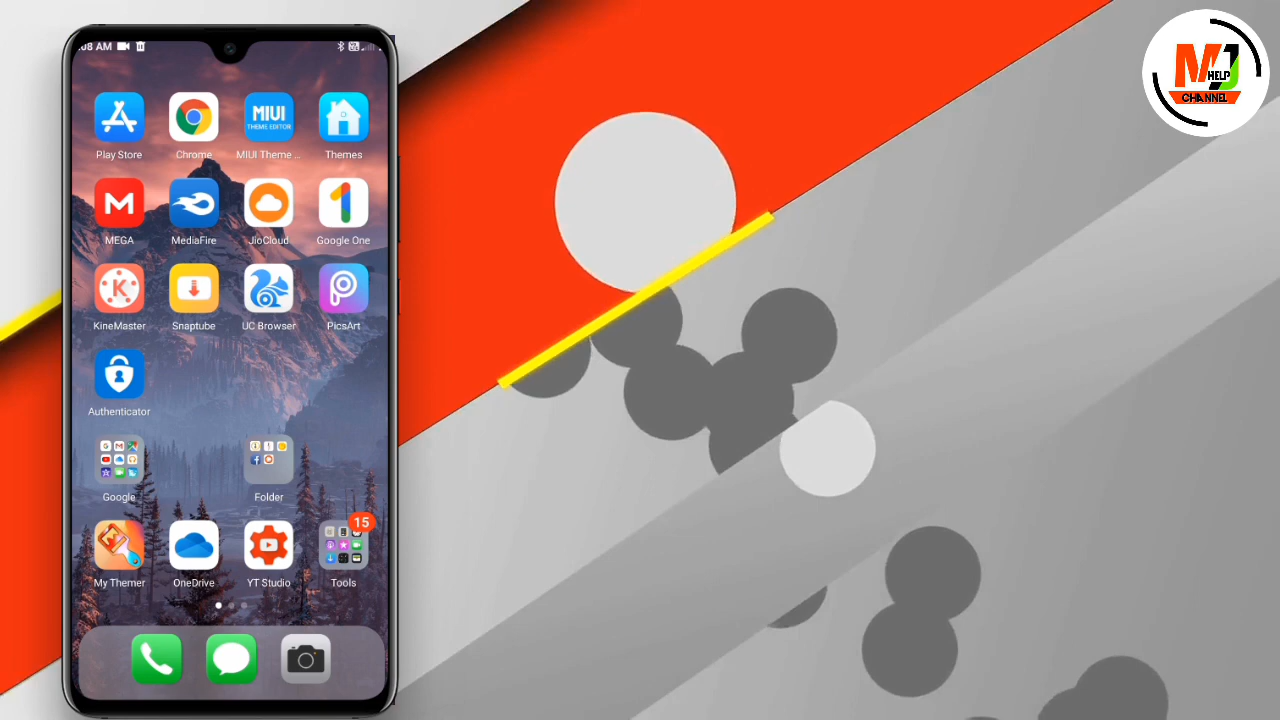 :08 AM
Play Store Chrome MIUI Theme ... Themes
MIUI
THEME EDITOR
MEGA MediaFire JioCloud Google One
KineMaster Snaptube UC Browser PicsArt
Authenticator
Google Folder
15
My Themer OneDrive YT Studio Tools
MJ
HELP
CHANNEL